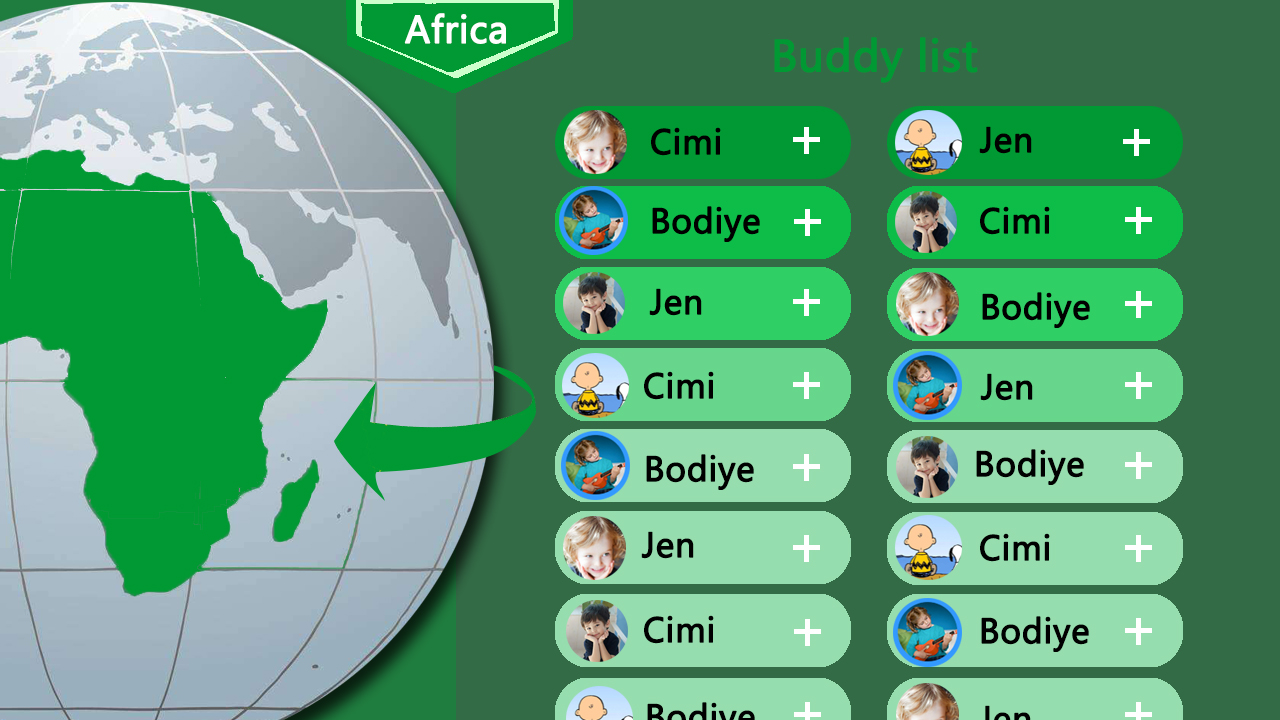 Africa
Buddy list
Cimi +
Jen +
Bodiye +
Cimi +
Jen +
Bodiye +
Cimi +
Jen +
Bodiye +
Bodiye +
Jen +
Cimi +
Cimi +
Bodiye +
Bodiye +
Jen +